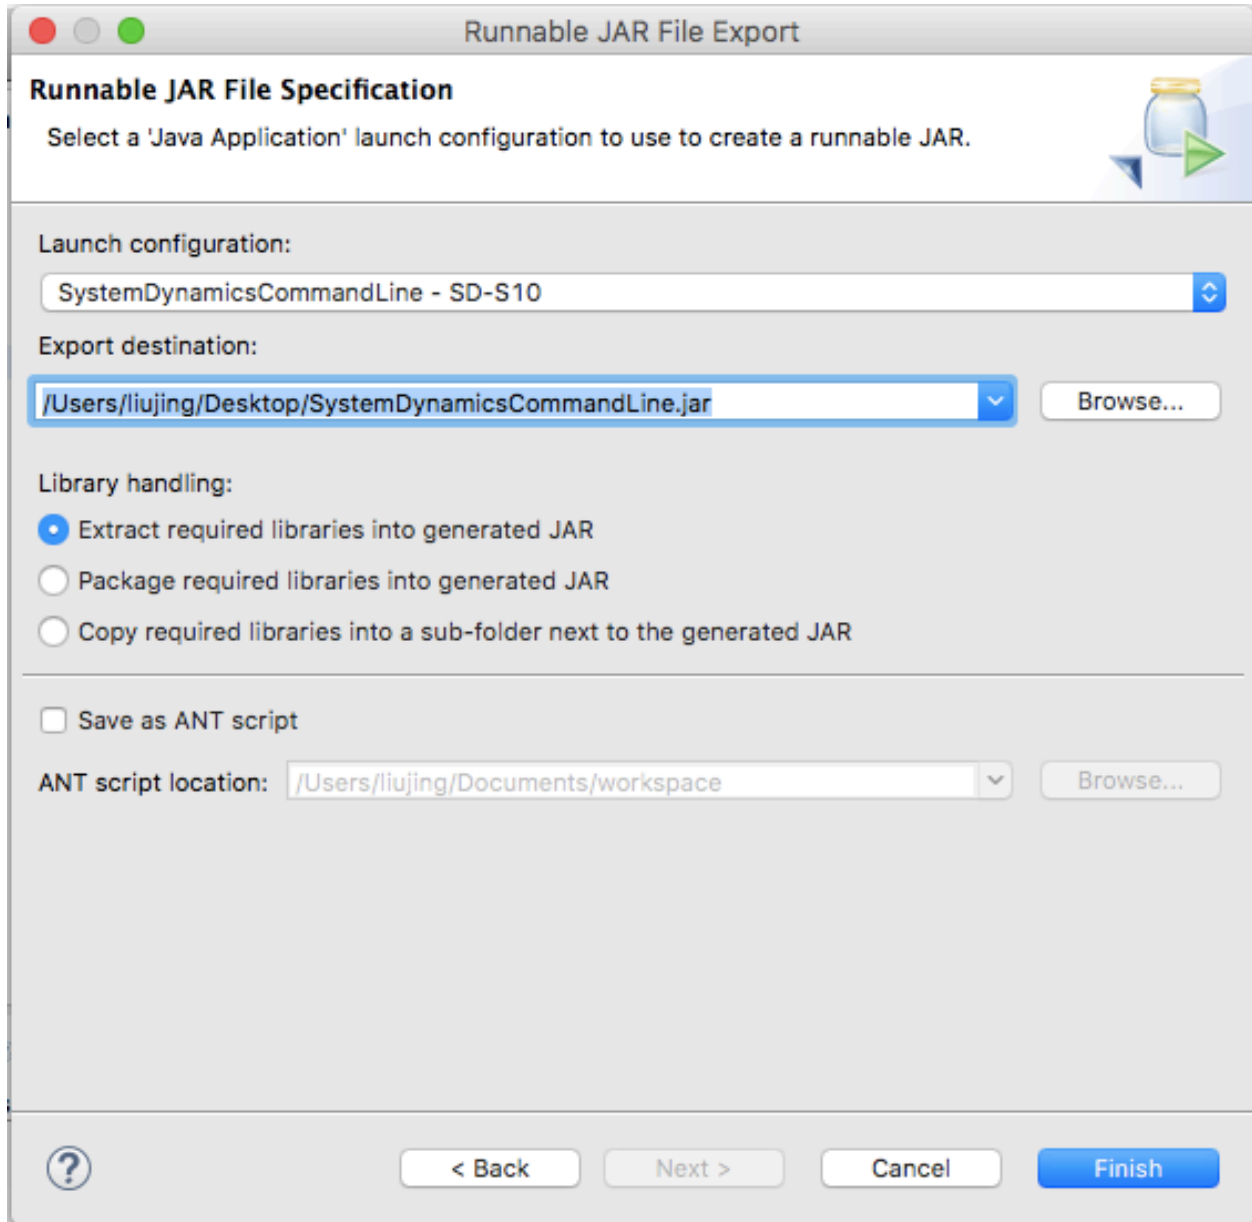 Runnable JAR File Export
Runnable JAR File Specification
Select a 'Java Application' launch configuration to use to create a runnable JAR.
Launch configuration:
SystemDynamicsCommandLine - SD-S10
Export destination:
/Users/liujing/Desktop/SystemDynamicsCommandLine.jar Browse...
Library handling:
Extract required libraries into generated JAR
Package required libraries into generated JAR
Copy required libraries into a sub-folder next to the generated JAR
Save as ANT script
ANT script location: /Users/liujing/Documents/workspace Browse...
? < Back Next > Cancel Finish